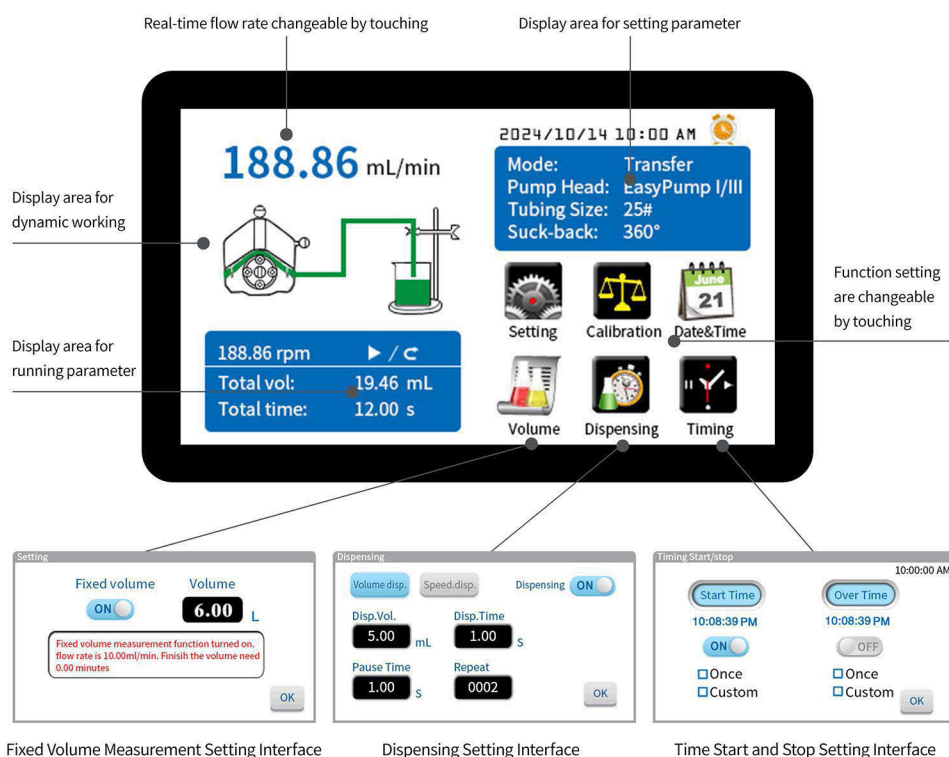 Real-time flow rate changeable by touching
Display area for setting parameter
2024/10/14 10:00 AM
188.86 mL/min
Mode: Transfer
Pump Head: EasyPump I/III
Tubing Size: 25#
Suck-back: 360°
Display area for
dynamic working
June
21
Function setting
are changeable
by touching
Setting Calibration Date&Time
Display area for
running parameter
188.86 rpm
Total vol: 19.46 mL
Total time: 12.00 s
Volume Dispensing Timing
Setting
Fixed volume Volume
ON 6.00 L
Fixed volume measurement function turned on,
flow rate is 10.00ml/min. Finisih the volume need
0.00 minutes
OK
Fixed Volume Measurement Setting Interface
Dispensing
Volume disp. Speed.disp. Dispensing ON
Disp.Vol. Disp.Time
5.00 mL 1.00 S
Pause Time Repeat
1.00 S 0002
OK
Dispensing Setting Interface
Timing Start/stop
10:00:00 AM
Start Time Over Time
10:08:39 PM 10:08:39 PM
ON OFF
Once Once
Custom Custom
OK
Time Start and Stop Setting Interface